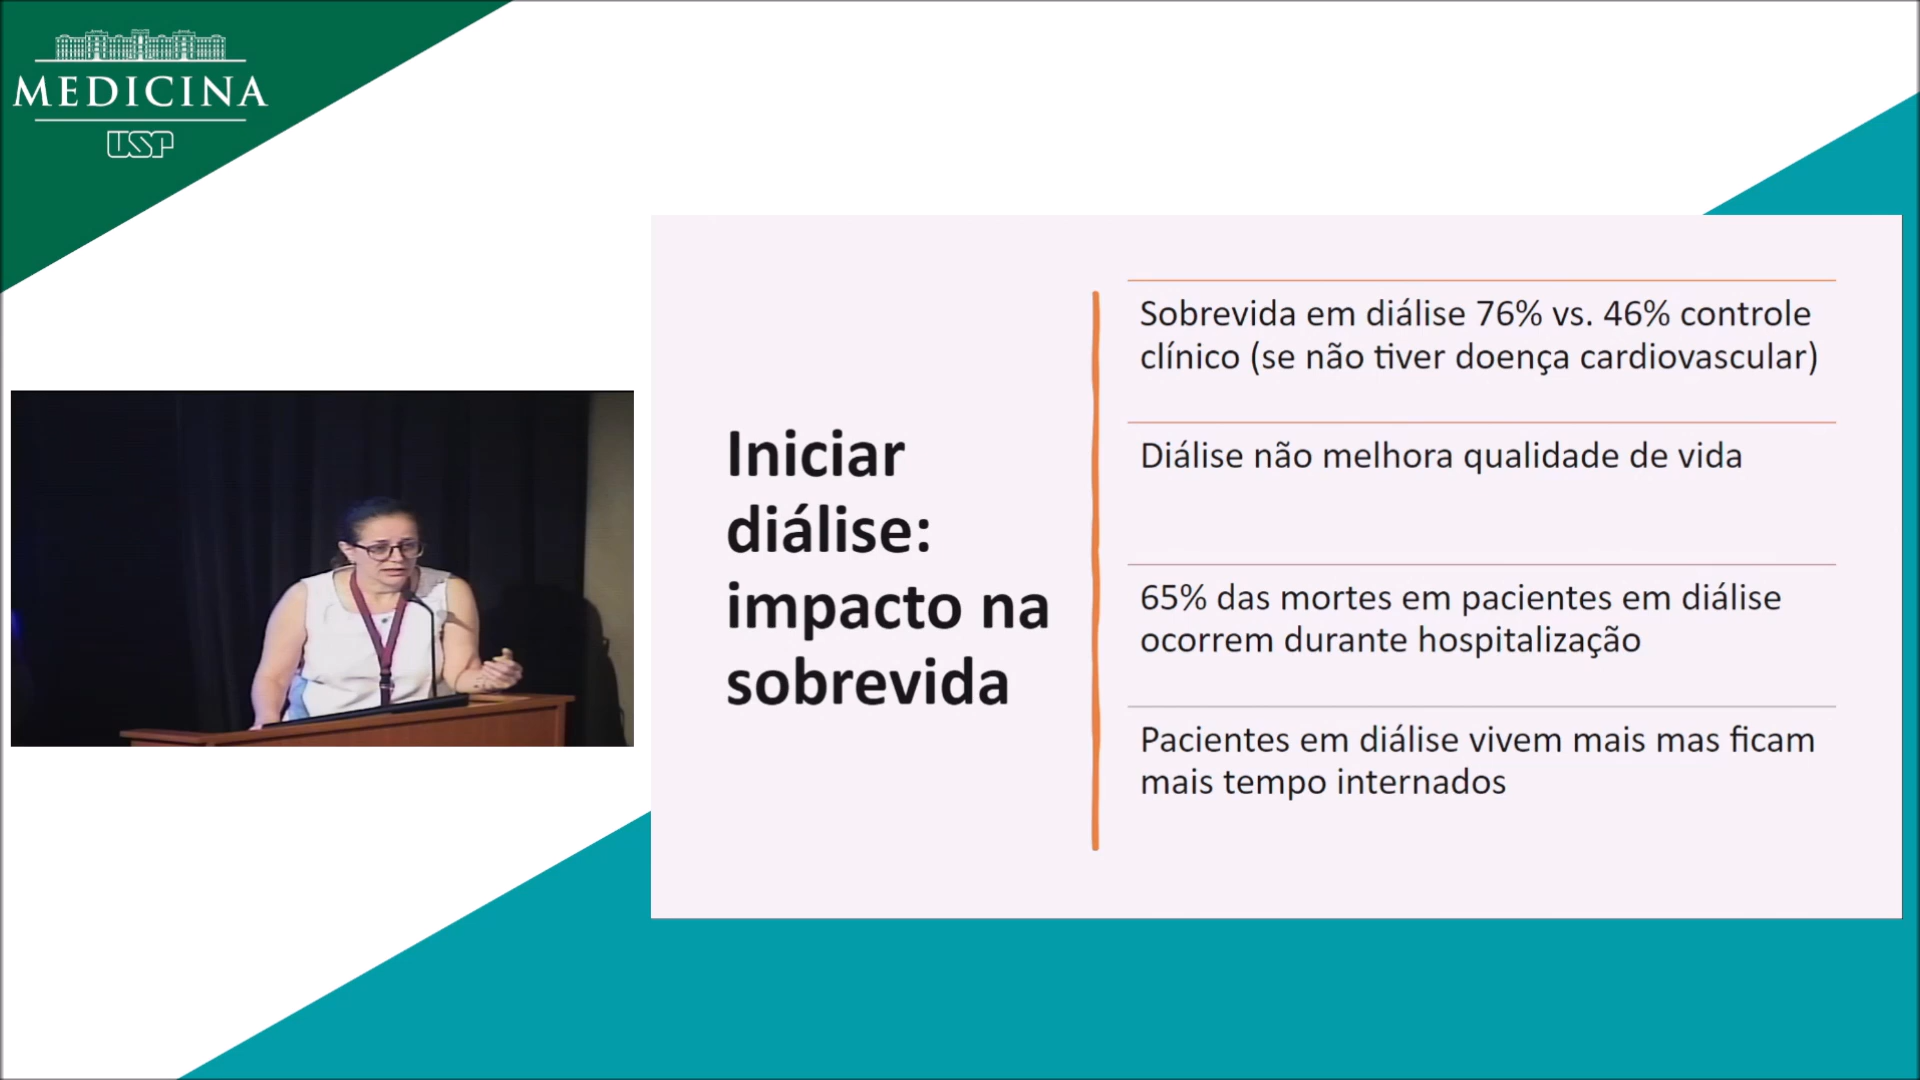 MEDICINA
USP
Iniciar
diálise:
impacto na
sobrevida
Sobrevida em diálise 76% vs. 46% controle
clínico (se não tiver doença cardiovascular)
Diálise não melhora qualidade de vida
65% das mortes em pacientes em diálise
ocorrem durante hospitalização
Pacientes em diálise vivem mais mas ficam
mais tempo internados